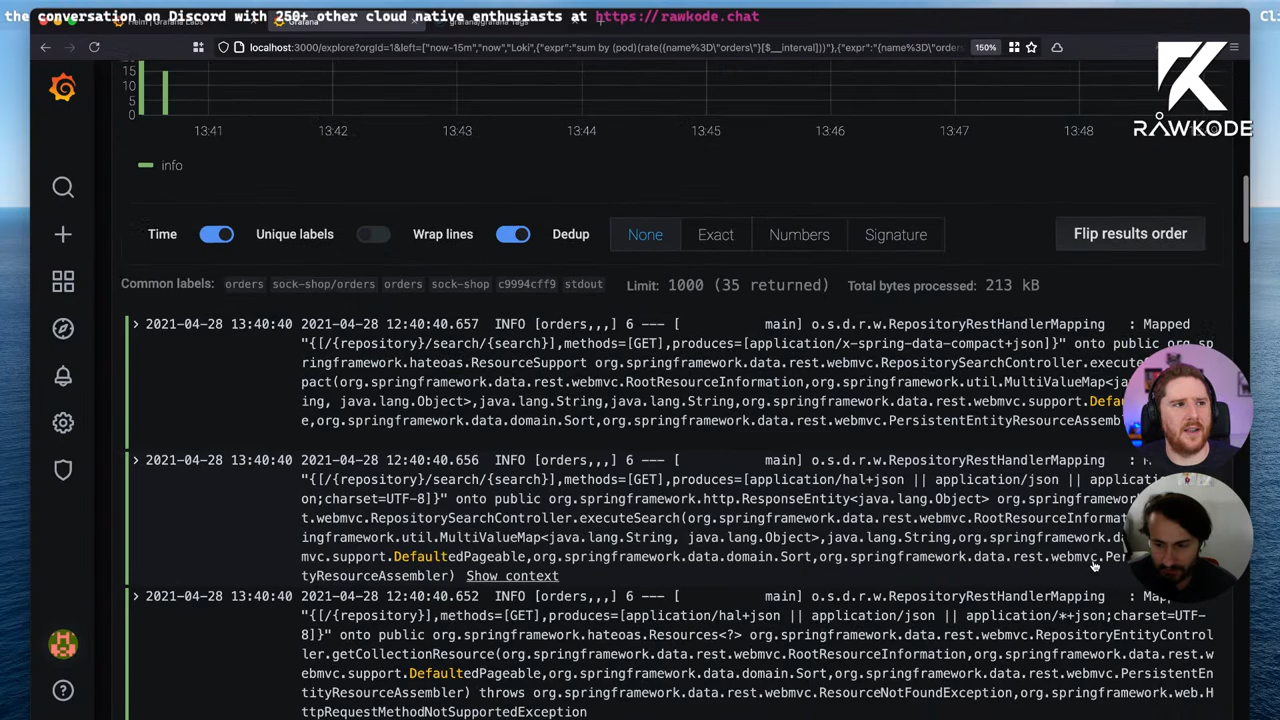 the conversation on Discord with 250+ other cloud native enthusiasts at https://rawkode.chat
localhost:3000/explore?orgId=1&left=["now-15m","now","Loki",{"expr":"sum by (pod)(rate({name%3D\"orders\"}[$__interval]))"},{"expr":"{name%3D\"orders
150%
RAWKODE
15
10
5
0
13:41
13:42
13:43
13:44
13:45
13:46
13:47
13:48
info
Time
Unique labels
Wrap lines
Dedup
None
Exact
Numbers
Signature
Flip results order
Common labels: orders sock-shop/orders orders sock-shop c9994cff9 stdout Limit: 1000 (35 returned) Total bytes processed: 213 kB
2021-04-28 13:40:40 2021-04-28 12:40:40.657 INFO [orders,,,] 6 --- [ main] o.s.d.r.w.RepositoryRestHandlerMapping : Mapped
"{[/{repository}/search/{search}],methods=[GET],produces=[application/x-spring-data-compact+json]}" onto public org.sp
ringframework.hateoas.ResourceSupport org.springframework.data.rest.webmvc.RepositorySearchController.execute
pact(org.springframework.data.rest.webmvc.RootResourceInformation,org.springframework.util.MultiValueMap<ja
ing, java.lang.Object>,java.lang.String,java.lang.String,org.springframework.data.rest.webmvc.support.Defau
e,org.springframework.data.domain.Sort,org.springframework.data.rest.webmvc.PersistentEntityResourceAssemb
2021-04-28 13:40:40 2021-04-28 12:40:40.656 INFO [orders,,,] 6 --- [ main] o.s.d.r.w.RepositoryRestHandlerMapping : M
"{[/{repository}/search/{search}],methods=[GET],produces=[application/hal+json || application/json || applicat
on;charset=UTF-8]}" onto public org.springframework.http.ResponseEntity<java.lang.Object> org.springframework
t.webmvc.RepositorySearchController.executeSearch(org.springframework.data.rest.webmvc.RootResourceInformat
ingframework.util.MultiValueMap<java.lang.String, java.lang.Object>,java.lang.String,org.springframework.da
mvc.support.DefaultedPageable,org.springframework.data.domain.Sort,org.springframework.data.rest.webmvc.Per
tyResourceAssembler) Show context
2021-04-28 13:40:40 2021-04-28 12:40:40.652 INFO [orders,,,] 6 --- [ main] o.s.d.r.w.RepositoryRestHandlerMapping : Mapp
"{[/{repository}],methods=[GET],produces=[application/hal+json || application/json || application/*+json;charset=UTF-
8]}" onto public org.springframework.hateoas.Resources<?> org.springframework.data.rest.webmvc.RepositoryEntityControl
ler.getCollectionResource(org.springframework.data.rest.webmvc.RootResourceInformation,org.springframework.data.rest.w
ebmvc.support.DefaultedPageable,org.springframework.data.domain.Sort,org.springframework.data.rest.webmvc.PersistentEn
tityResourceAssembler) throws org.springframework.data.rest.webmvc.ResourceNotFoundException,org.springframework.web.H
ttpRequestMethodNotSupportedException